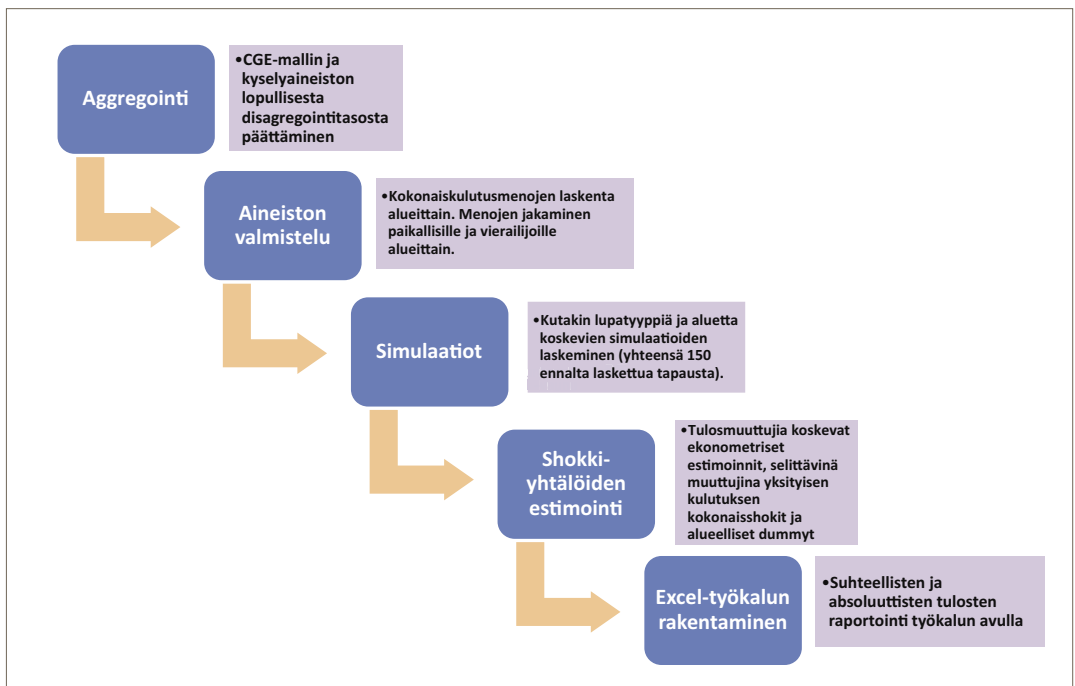 Aggregointi
•CGE-mallin ja
kyselyaineiston
lopullisesta
disagregointitasosta
päättäminen
Aineiston
valmistelu
•Kokonaiskulutusmenojen laskenta
alueittain. Menojen jakaminen
paikallisille ja vierailijoille
alueittain.
Simulaatiot
•Kutakin lupatyyppiä ja aluetta
koskevien simulaatioiden
laskeminen (yhteensä 150
ennalta laskettua tapausta).
Shokki-
yhtälöiden
estimointi
•Tulosmuuttujia koskevat
ekonometriset
estimoinnit, selittävinä
muuttujina yksityisen
kulutuksen
kokonaisshokit ja
alueelliset dummyt
Excel-työkalun
rakentaminen
•Suhteellisten ja
absoluuttisten tulosten
raportointi työkalun avulla